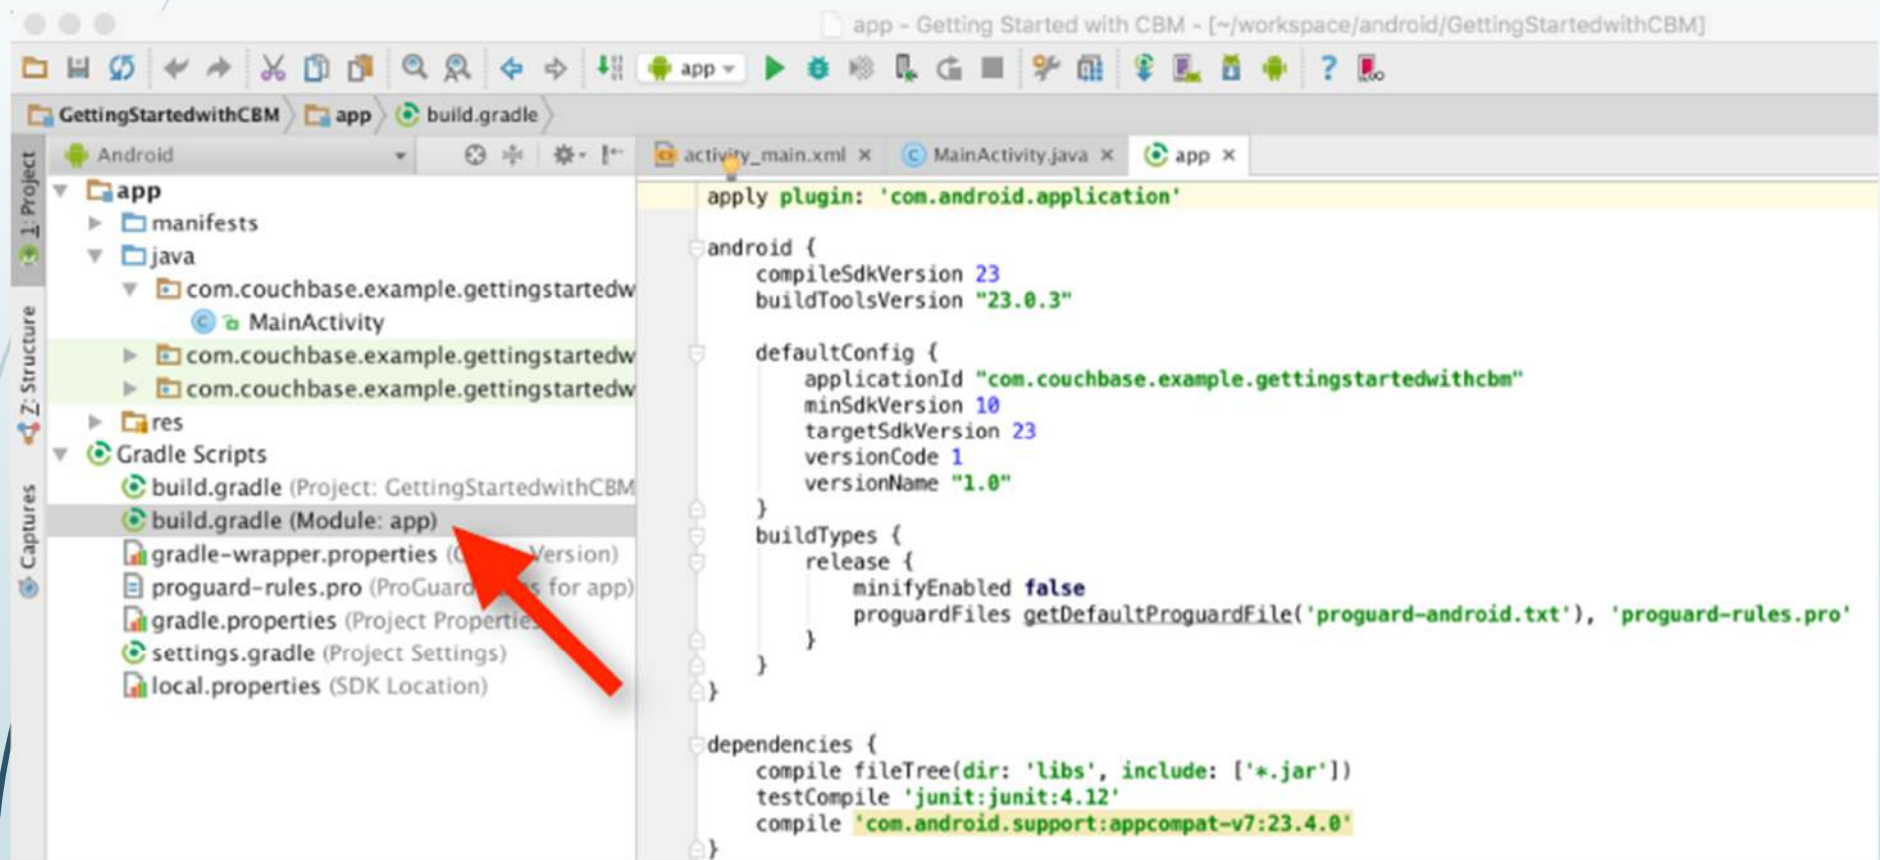 app - Getting Started with CBM - [~/workspace/android/GettingStartedwithCBM]
app
?
GettingStartedwithCBM
app
build.gradle
1: Project
Z: Structure
Captures
Android
app
manifests
java
com.couchbase.example.gettingstartedw
MainActivity
com.couchbase.example.gettingstartedw
com.couchbase.example.gettingstartedw
res
Gradle Scripts
build.gradle (Project: GettingStartedwithCBM
build.gradle (Module: app)
gradle-wrapper.properties Version)
proguard-rules.pro (ProGuard for app)
gradle.properties (Project Properties
settings.gradle (Project Settings)
local.properties (SDK Location)
activity_main.xml
MainActivity.java
app
apply plugin: 'com.android.application'
android {
compileSdkVersion 23
buildToolsVersion "23.0.3"
defaultConfig {
applicationId "com.couchbase.example.gettingstartedwithcbm"
minSdkVersion 10
targetSdkVersion 23
versionCode 1
versionName "1.0"
}
buildTypes {
release {
minifyEnabled false
proguardFiles getDefaultProguardFile('proguard-android.txt'), 'proguard-rules.pro'
}
}
}
dependencies {
compile fileTree(dir: 'libs', include: ['*.jar'])
testCompile 'junit:junit:4.12'
compile 'com.android.support:appcompat-v7:23.4.0'
}